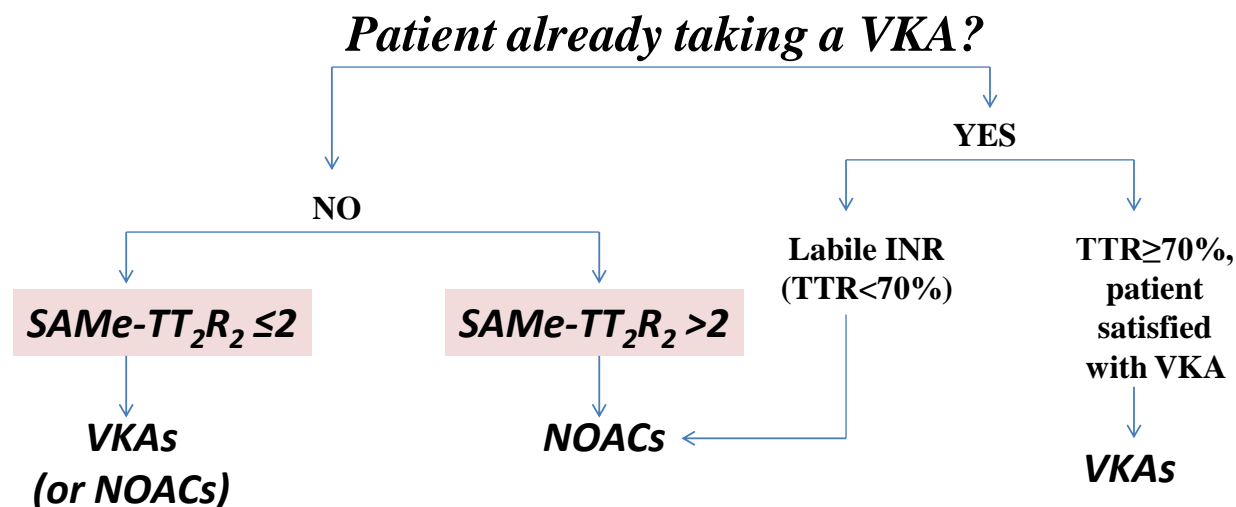 Patient already taking a VKA?
YES
NO
Labile INR
(TTR<70%)
TTR≥70%,
patient
satisfied
with VKA
SAMe-TT₂R₂ ≤2
SAMe-TT₂R₂ >2
VKAs
(or NOACs)
NOACs
VKAs